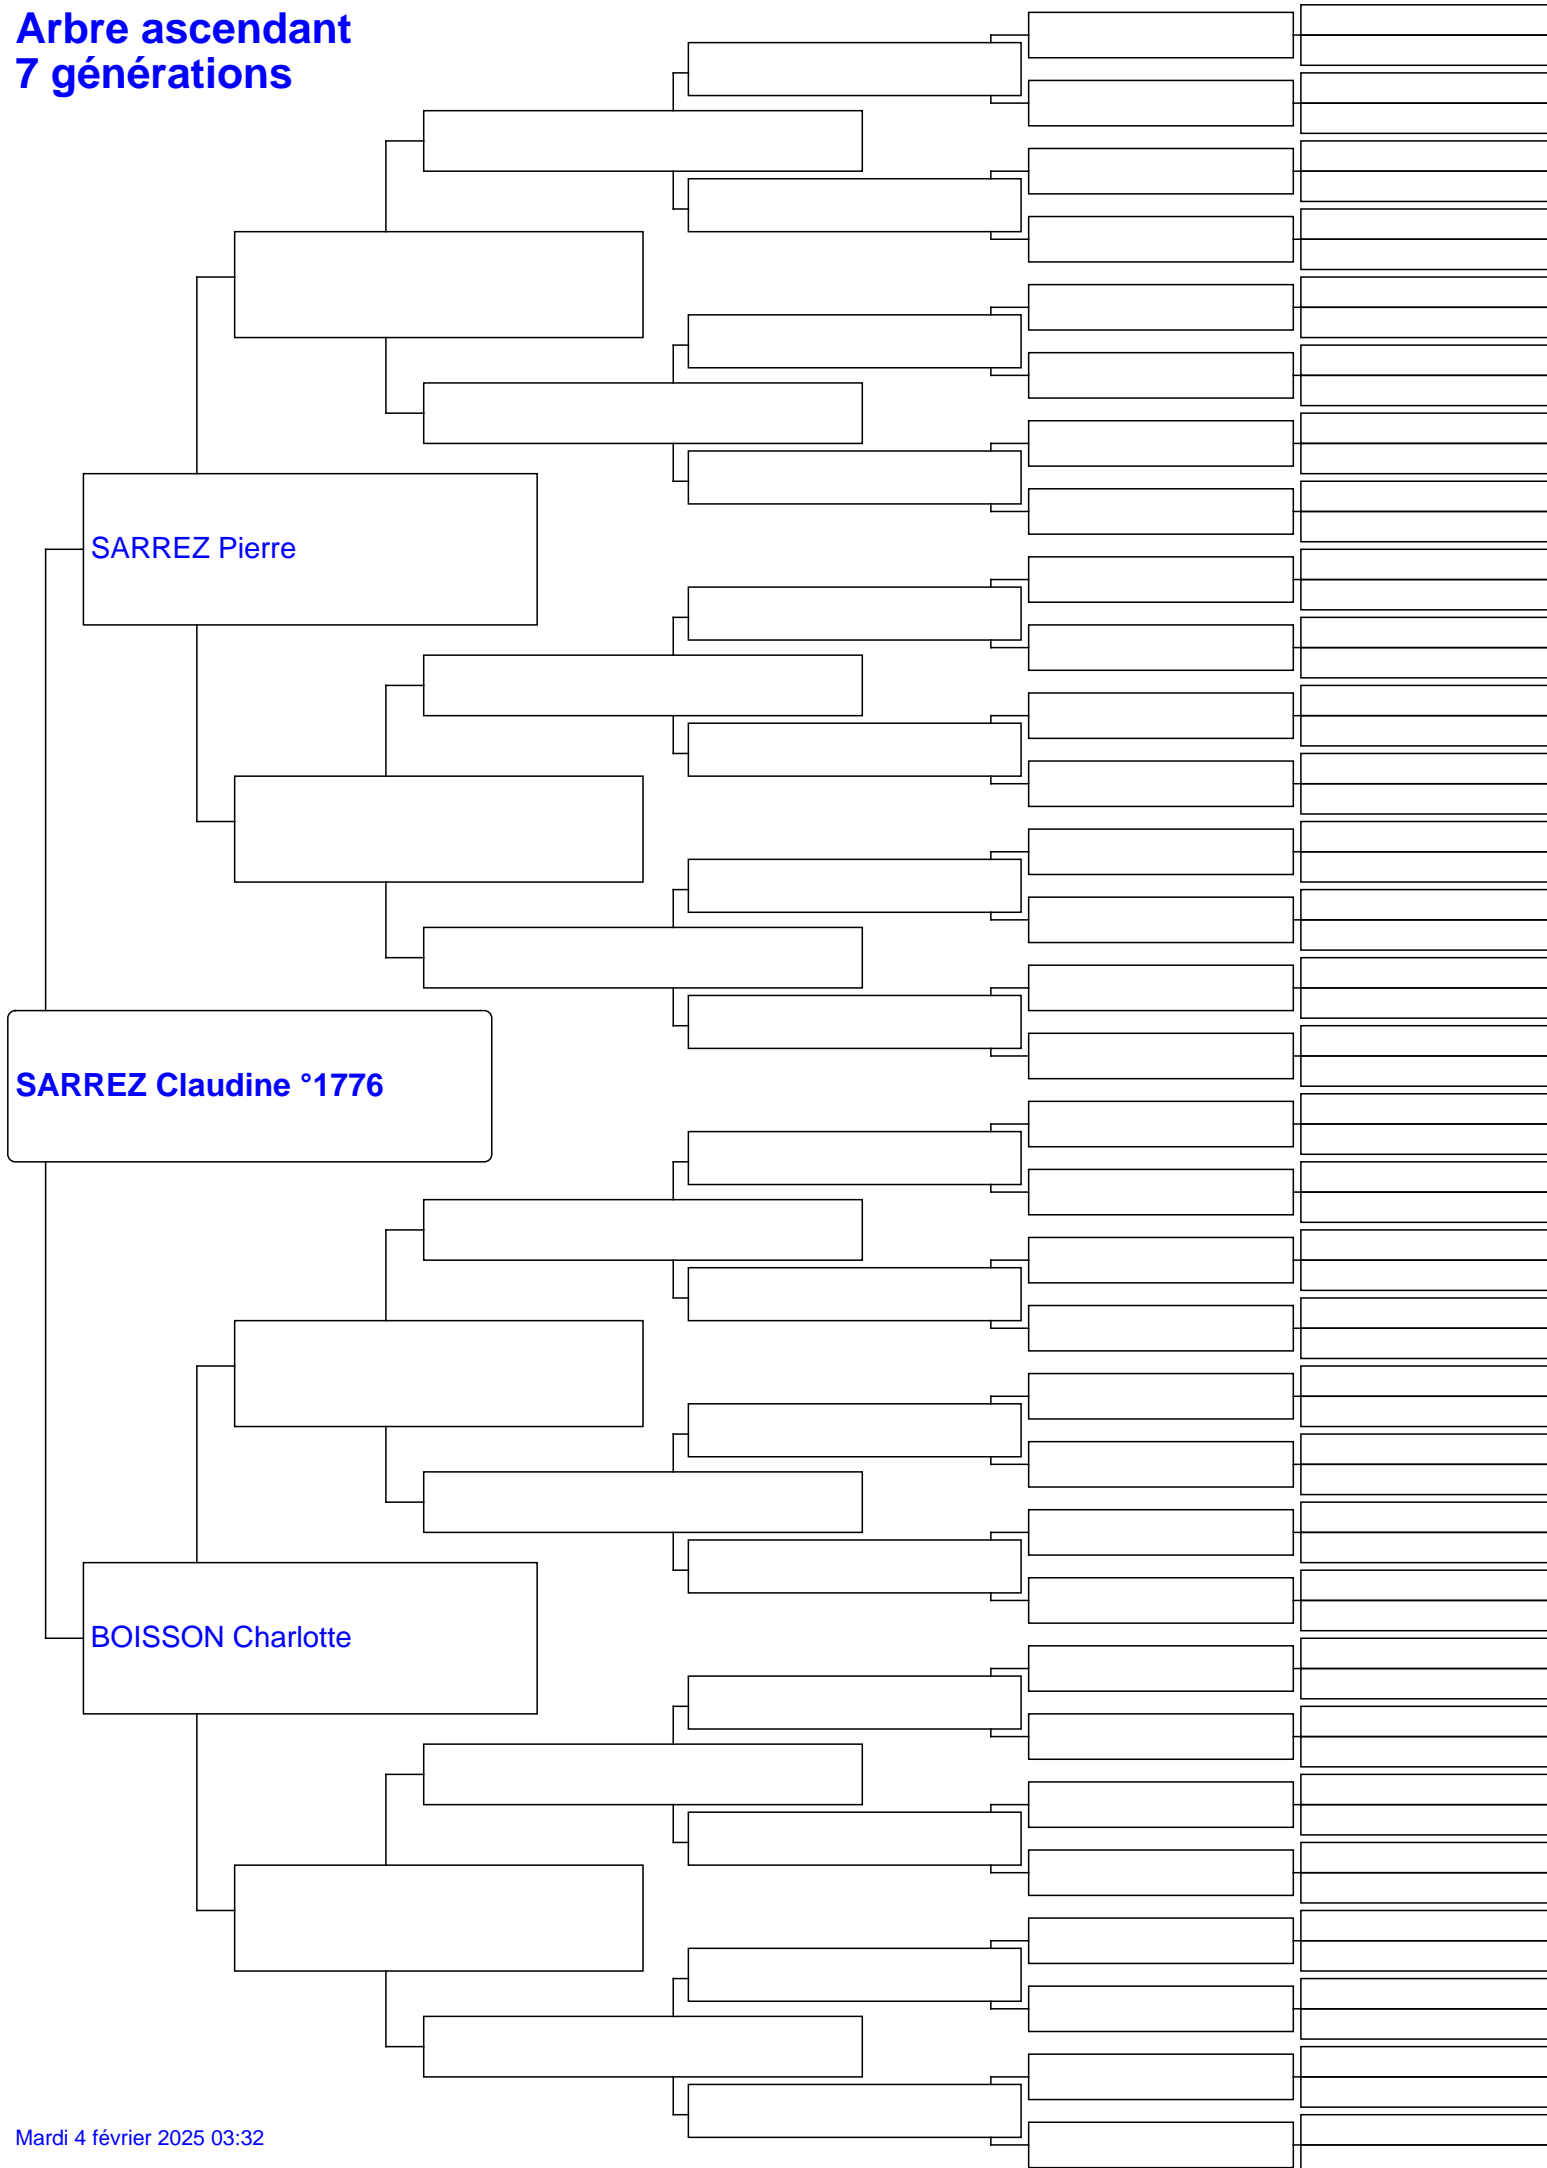 Arbre ascendant
7 générations
SARREZ Pierre
SARREZ Claudine °1776
BOISSON Charlotte
Mardi 4 février 2025 03:32